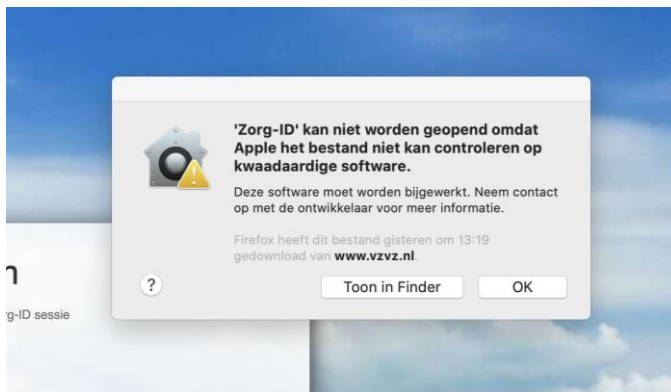 'Zorg-ID' kan niet worden geopend omdat
Apple het bestand niet kan controleren op
kwaadaardige software.
Deze software moet worden bijgewerkt. Neem contact
op met de ontwikkelaar voor meer informatie.
Firefox heeft dit bestand gisteren om 13:19
gedownload van www.vzvz.nl.
n
?
Toon in Finder
OK
rg-ID sessie